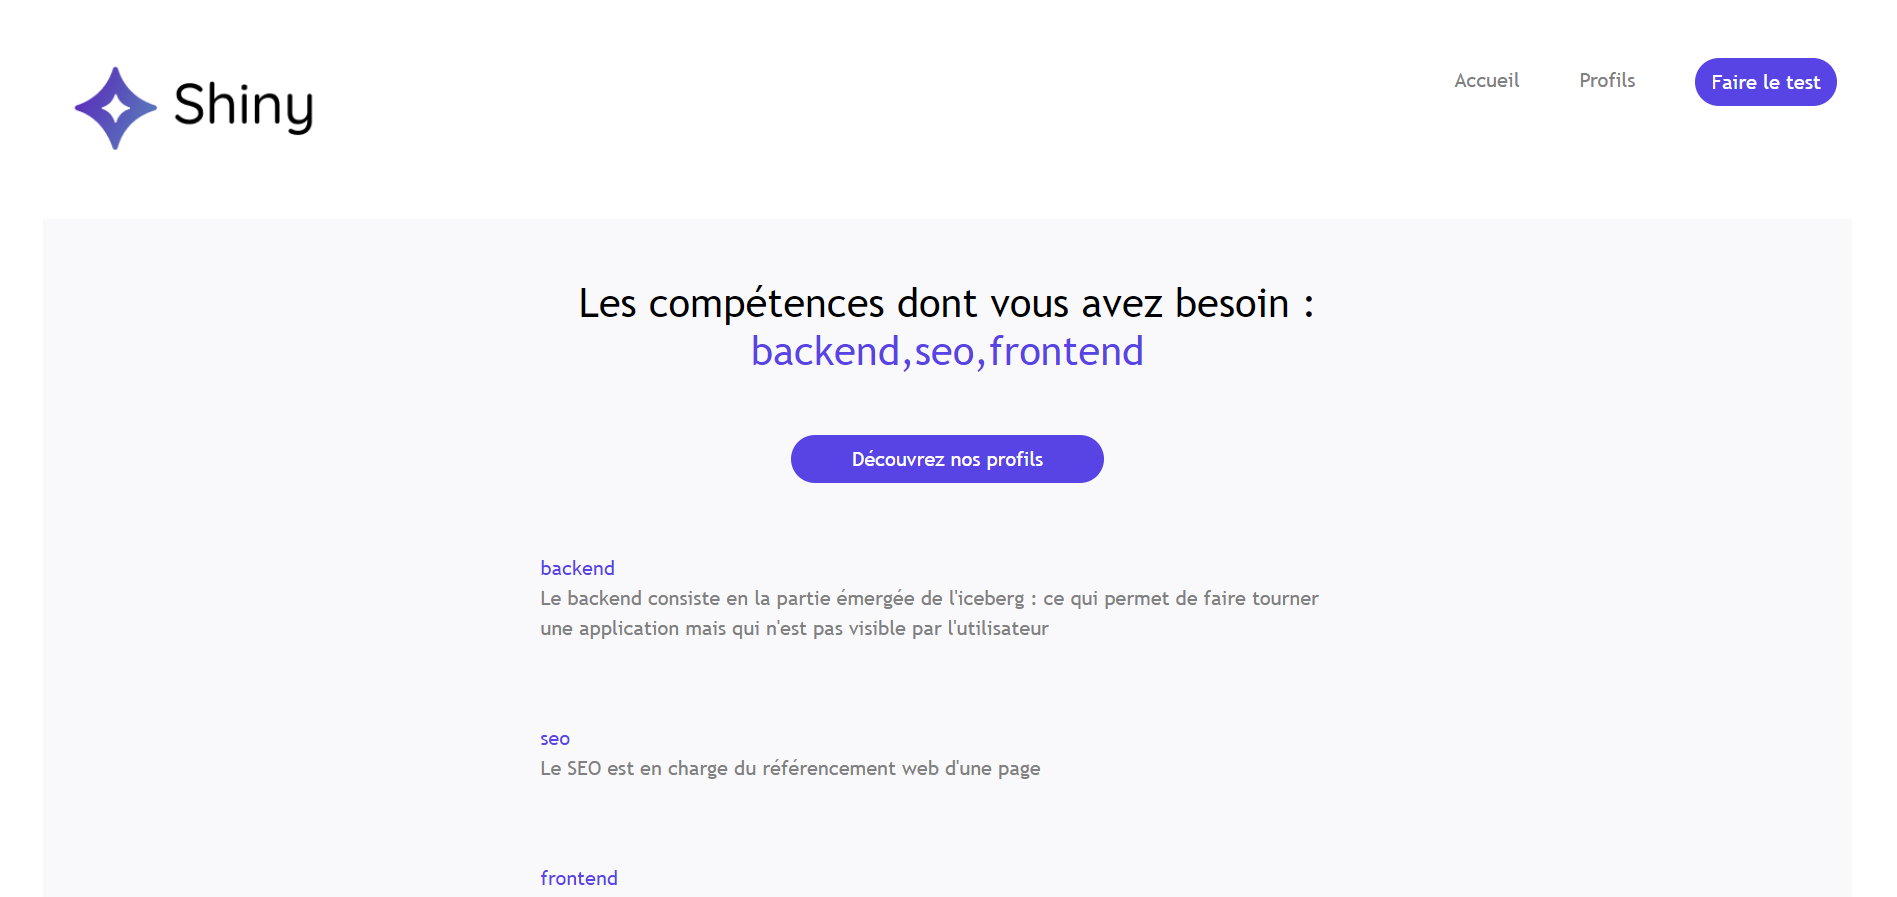 Shiny
Accueil
Profils
Faire le test
Les compétences dont vous avez besoin :
backend,seo,frontend
Découvrez nos profils
backend
Le backend consiste en la partie émergée de l'iceberg : ce qui permet de faire tourner
une application mais qui n'est pas visible par l'utilisateur
seo
Le SEO est en charge du référencement web d'une page
frontend